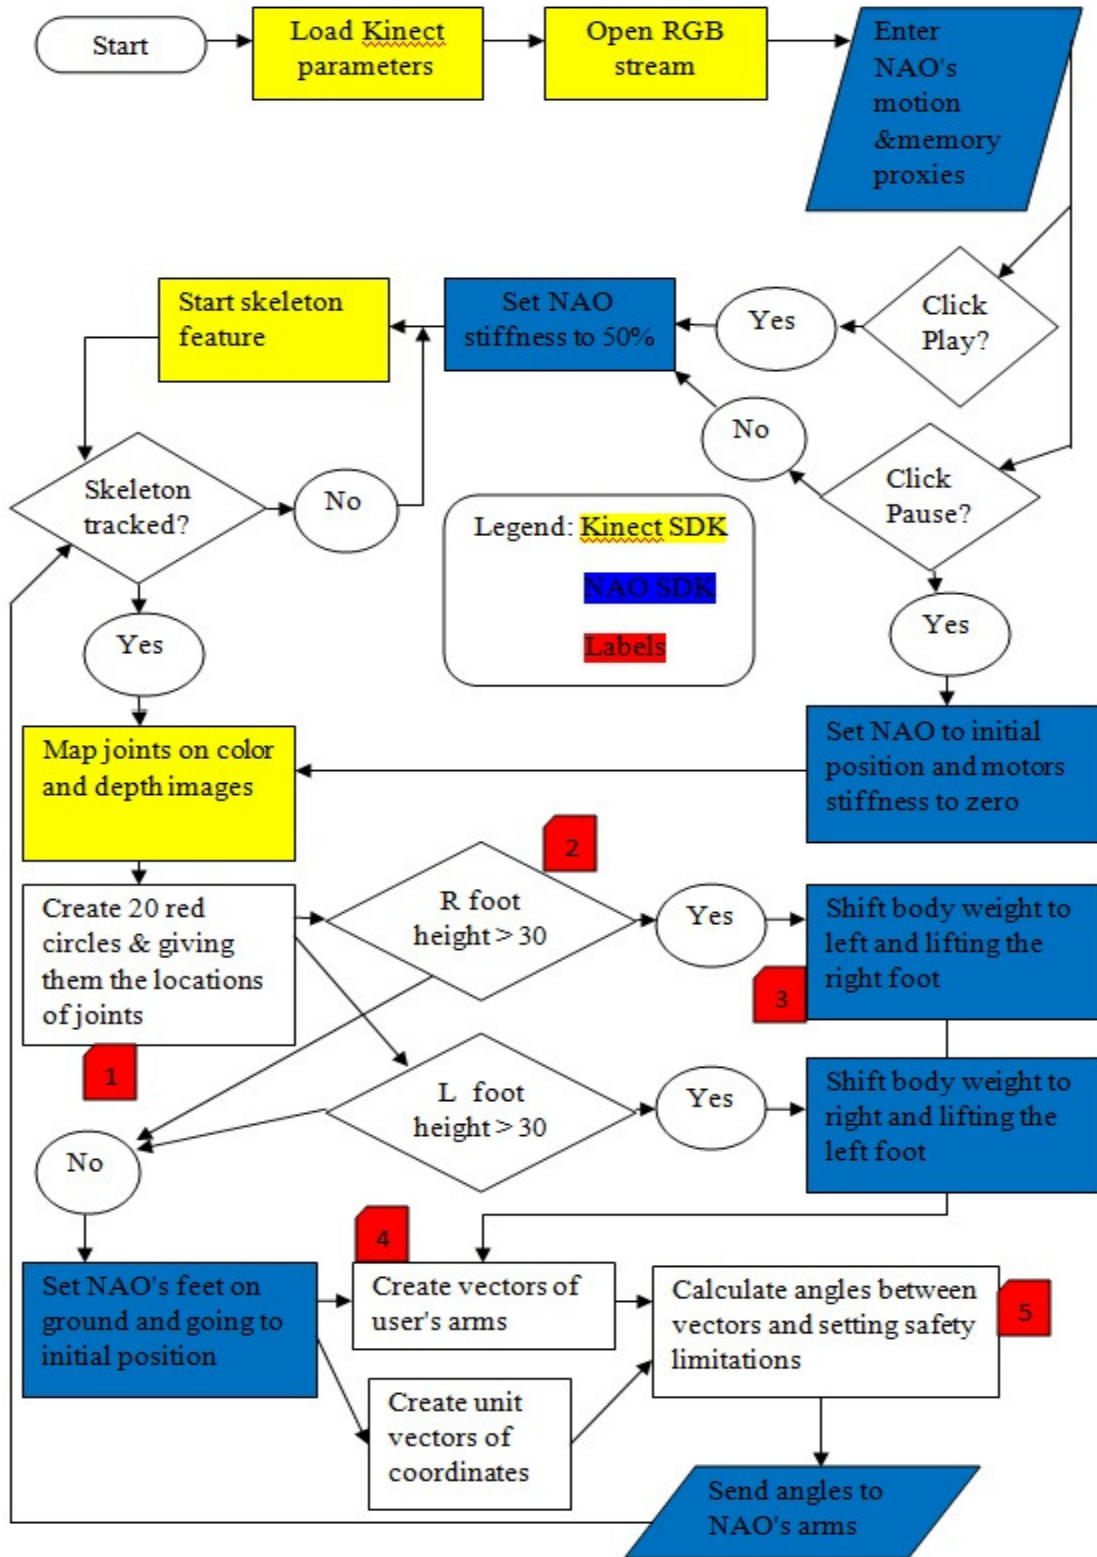 Start
Load Kinect
parameters
Open RGB
stream
Enter
NAO's
motion
&memory
proxies
Start skeleton
feature
Set NAO
stiffness to 50%
Yes
Click
Play?
No
Skeleton
tracked?
No
Click
Pause?
Legend: Kinect SDK
NAO SDK
Labels
Yes
Yes
Map joints on color
and depth images
Set NAO to initial
position and motors
stiffness to zero
2
Create 20 red
circles & giving
them the locations
of joints
R foot
height > 30
Yes
Shift body weight to
left and lifting the
right foot
3
1
L foot
height > 30
Yes
Shift body weight to
right and lifting the
left foot
No
4
Set NAO's feet on
ground and going to
initial position
Create vectors of
user's arms
Calculate angles between
vectors and setting safety
limitations
5
Create unit
vectors of
coordinates
Send angles to
NAO's arms